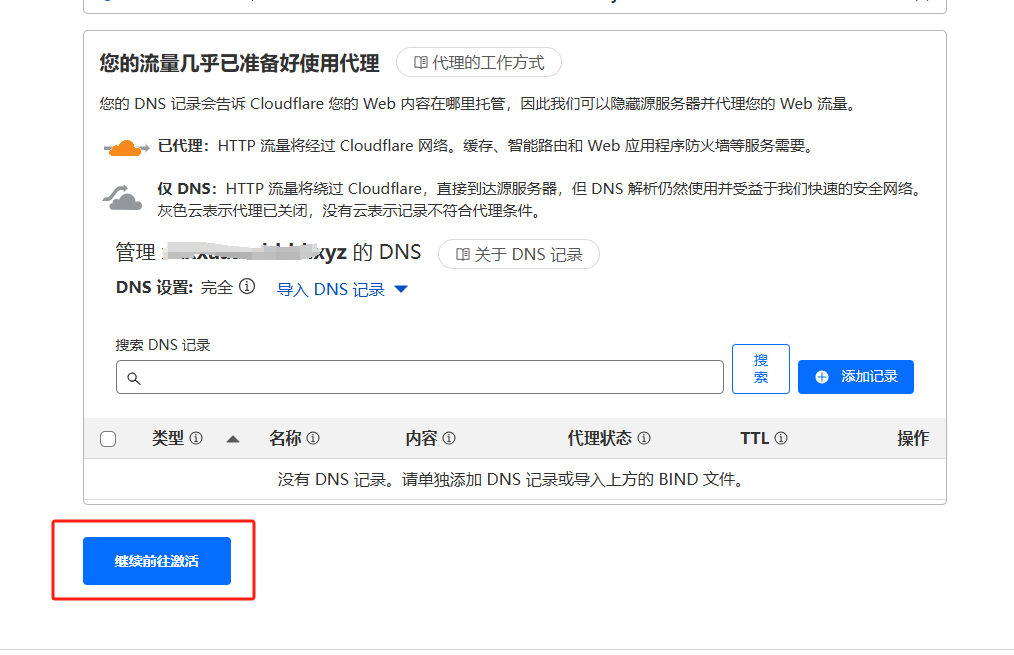 您的流量几乎已准备好使用代理 代理的工作方式
您的 DNS 记录会告诉 Cloudflare 您的 Web 内容在哪里托管，因此我们可以隐藏源服务器并代理您的 Web 流量。
已代理：HTTP 流量将经过 Cloudflare 网络。缓存、智能路由和 Web 应用程序防火墙等服务需要。
仅 DNS：HTTP 流量将绕过 Cloudflare，直接到达源服务器，但 DNS 解析仍然使用并受益于我们快速的安全网络。
灰色云表示代理已关闭，没有云表示记录不符合代理条件。
管理 xyz 的 DNS 关于 DNS 记录
DNS 设置: 完全 导入 DNS 记录
搜索 DNS 记录
搜
索
添加记录
类型 名称 内容 代理状态 TTL 操作
没有 DNS 记录。请单独添加 DNS 记录或导入上方的 BIND 文件。
继续前往激活